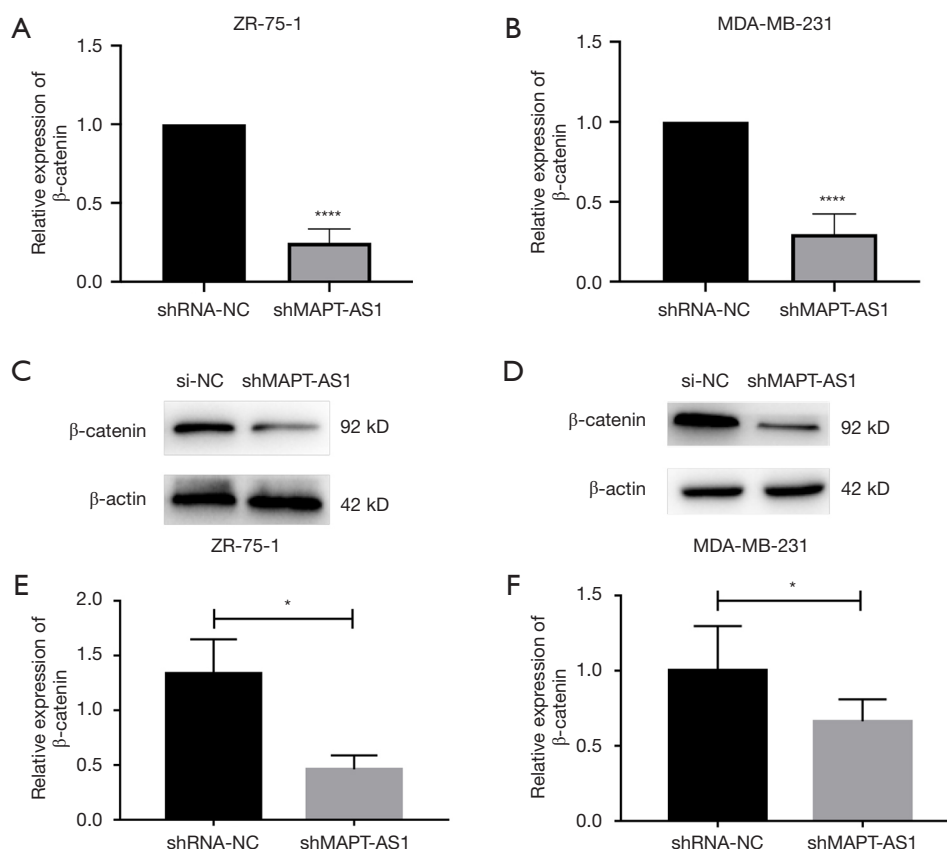 A
ZR-75-1
Relative expression of
β-catenin
1.5
1.0
0.5
0.0
****
shRNA-NC shMAPT-AS1
B
MDA-MB-231
Relative expression of
β-catenin
1.5
1.0
0.5
0.0
****
shRNA-NC shMAPT-AS1
C
si-NC shMAPT-AS1
β-catenin 92 kD
β-actin 42 kD
ZR-75-1
D
si-NC shMAPT-AS1
β-catenin 92 kD
β-actin 42 kD
MDA-MB-231
E
Relative expression of
β-catenin
2.0
1.5
1.0
0.5
0.0
*
shRNA-NC shMAPT-AS1
F
Relative expression of
β-catenin
1.5
1.0
0.5
0.0
*
shRNA-NC shMAPT-AS1